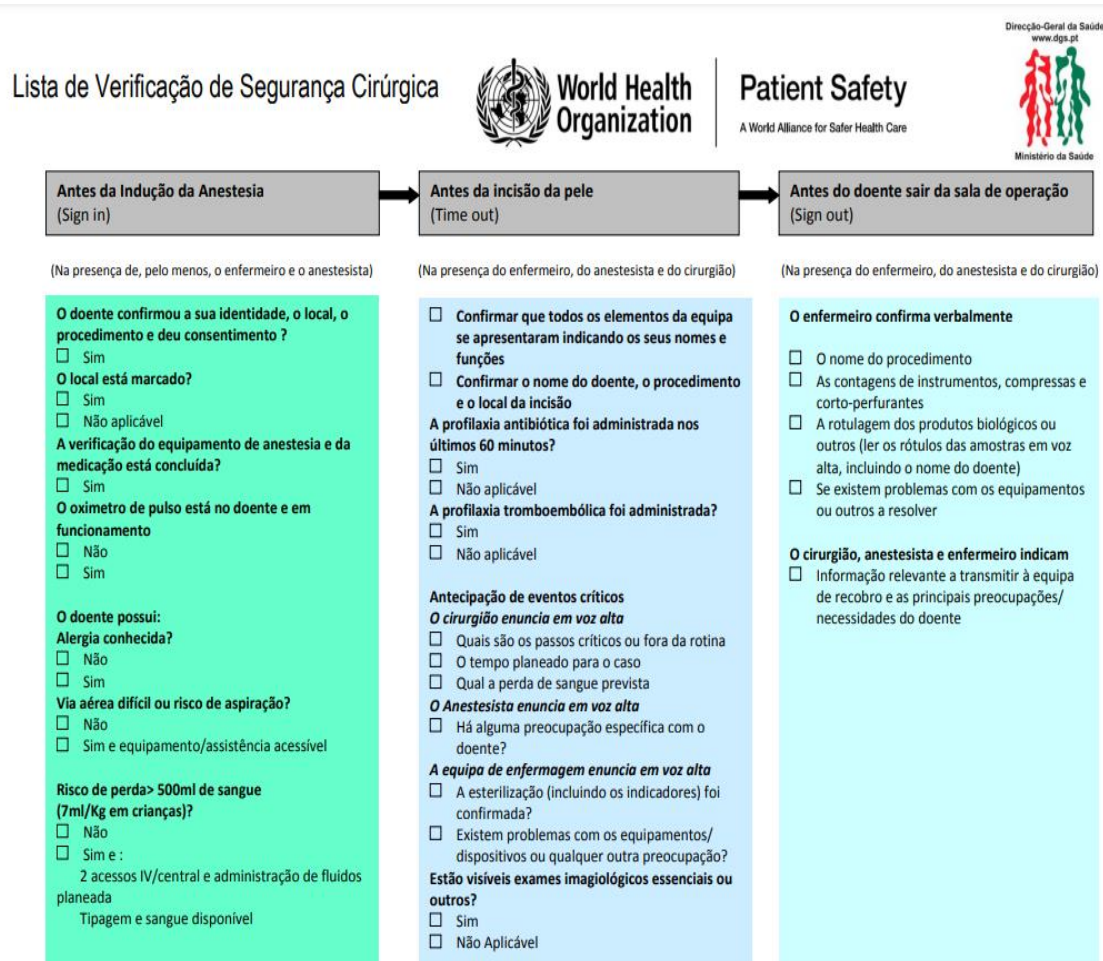 Direcção-Geral da Saúde
www.dgs.pt
Lista de Verificação de Segurança Cirúrgica
World Health
Organization
Patient Safety
A World Alliance for Safer Health Care
Ministério da Saúde
Antes da Indução da Anestesia
(Sign in)
(Na presença de, pelo menos, o enfermeiro e o anestesista)
O doente confirmou a sua identidade, o local, o
procedimento e deu consentimento ?
☐ Sim
O local está marcado?
☐ Sim
☐ Não aplicável
A verificação do equipamento de anestesia e da
medicação está concluída?
☐ Sim
O oximetro de pulso está no doente e em
funcionamento
☐ Não
☐ Sim
O doente possui:
Alergia conhecida?
☐ Não
☐ Sim
Via aérea difícil ou risco de aspiração?
☐ Não
☐ Sim e equipamento/assistência acessível
Risco de perda> 500ml de sangue
(7ml/Kg em crianças)?
☐ Não
☐ Sim e :
2 acessos IV/central e administração de fluidos
planeada
Tipagem e sangue disponível
Antes da incisão da pele
(Time out)
(Na presença do enfermeiro, do anestesista e do cirurgião)
☐ Confirmar que todos os elementos da equipa
se apresentaram indicando os seus nomes e
funções
☐ Confirmar o nome do doente, o procedimento
e o local da incisão
A profilaxia antibiótica foi administrada nos
últimos 60 minutos?
☐ Sim
☐ Não aplicável
A profilaxia tromboembólica foi administrada?
☐ Sim
☐ Não aplicável
Antecipação de eventos críticos
O cirurgião enuncia em voz alta
☐ Quais são os passos críticos ou fora da rotina
☐ O tempo planeado para o caso
☐ Qual a perda de sangue prevista
O Anestesista enuncia em voz alta
☐ Há alguma preocupação específica com o
doente?
A equipa de enfermagem enuncia em voz alta
☐ A esterilização (incluindo os indicadores) foi
confirmada?
☐ Existem problemas com os equipamentos/
dispositivos ou qualquer outra preocupação?
Estão visíveis exames imagiológicos essenciais ou
outros?
☐ Sim
☐ Não Aplicável
Antes do doente sair da sala de operação
(Sign out)
(Na presença do enfermeiro, do anestesista e do cirurgião)
O enfermeiro confirma verbalmente
☐ O nome do procedimento
☐ As contagens de instrumentos, compressas e
corto-perfurantes
☐ A rotulagem dos produtos biológicos ou
outros (ler os rótulos das amostras em voz
alta, incluindo o nome do doente)
☐ Se existem problemas com os equipamentos
ou outros a resolver
O cirurgião, anestesista e enfermeiro indicam
☐ Informação relevante a transmitir à equipa
de recobro e as principais preocupações/
necessidades do doente